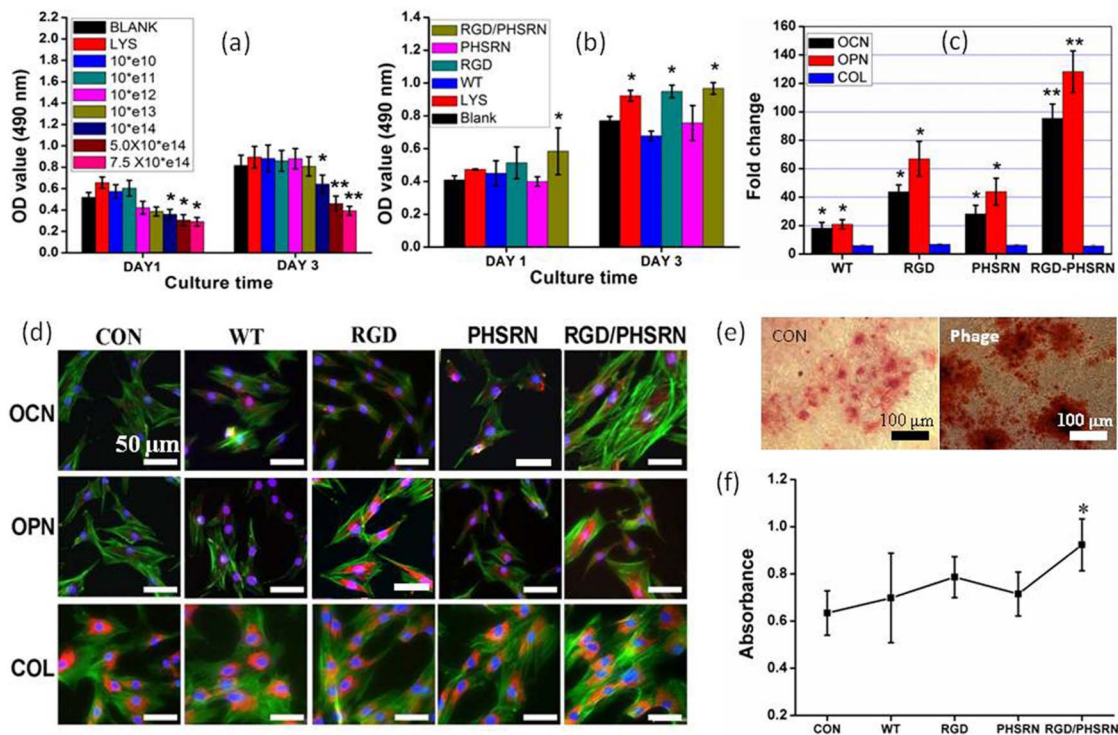 (a)
OD value (490 nm)
2.2
2.0
1.8
1.6
1.4
1.2
1.0
0.8
0.6
0.4
0.2
0.0
BLANK
LYS
10*e10
10*e11
10*e12
10*e13
10*e14
5.0X10*e14
7.5 X10*e14
* * *
* ** **
DAY1 DAY 3
Culture time
(b)
OD value (490 nm)
1.6
1.4
1.2
1.0
0.8
0.6
0.4
0.2
0.0
RGD/PHSRN
PHSRN
RGD
WT
LYS
Blank
*
* * *
DAY 1 DAY 3
Culture time
(c)
Fold change
160
140
120
100
80
60
40
20
0
OCN
OPN
COL
* * * * * * ** **
WT RGD PHSRN RGD-PHSRN
(d)
CON WT RGD PHSRN RGD/PHSRN
OCN
50 μm
OPN
COL
(e)
CON
100 μm
Phage
100 μm
(f)
Absorbance
1.2
1.0
0.8
0.6
0.4
0.2
*
CON WT RGD PHSRN RGD/PHSRN